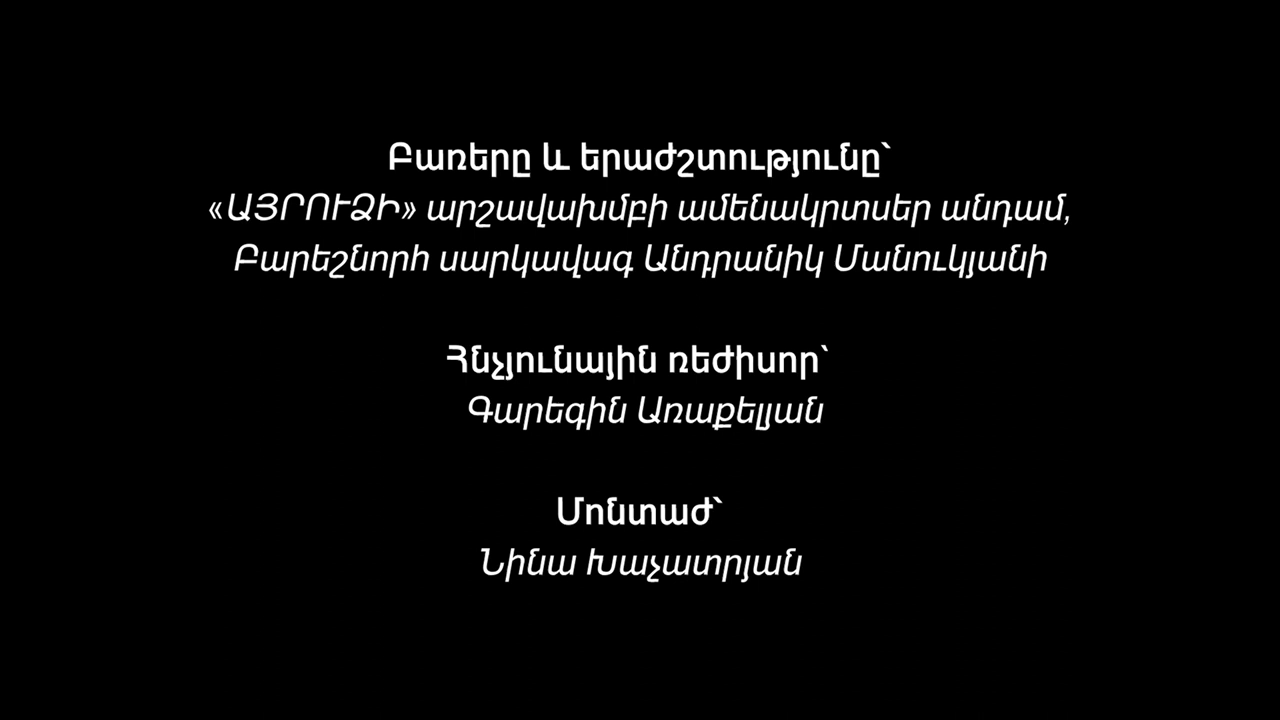 Բառերը և երաժշտությունը՝
«ԱՅՐՈՒՁԻ» արշավախմբի ամենակրտսեր անդամ,
Բարեշնորհ սարկավագ Անդրանիկ Մանուկյանի
Հնչյունային ռեժիսոր՝
Գարեգին Առաքելյան
Մոնտաժ՝
Նինա Խաչատրյան